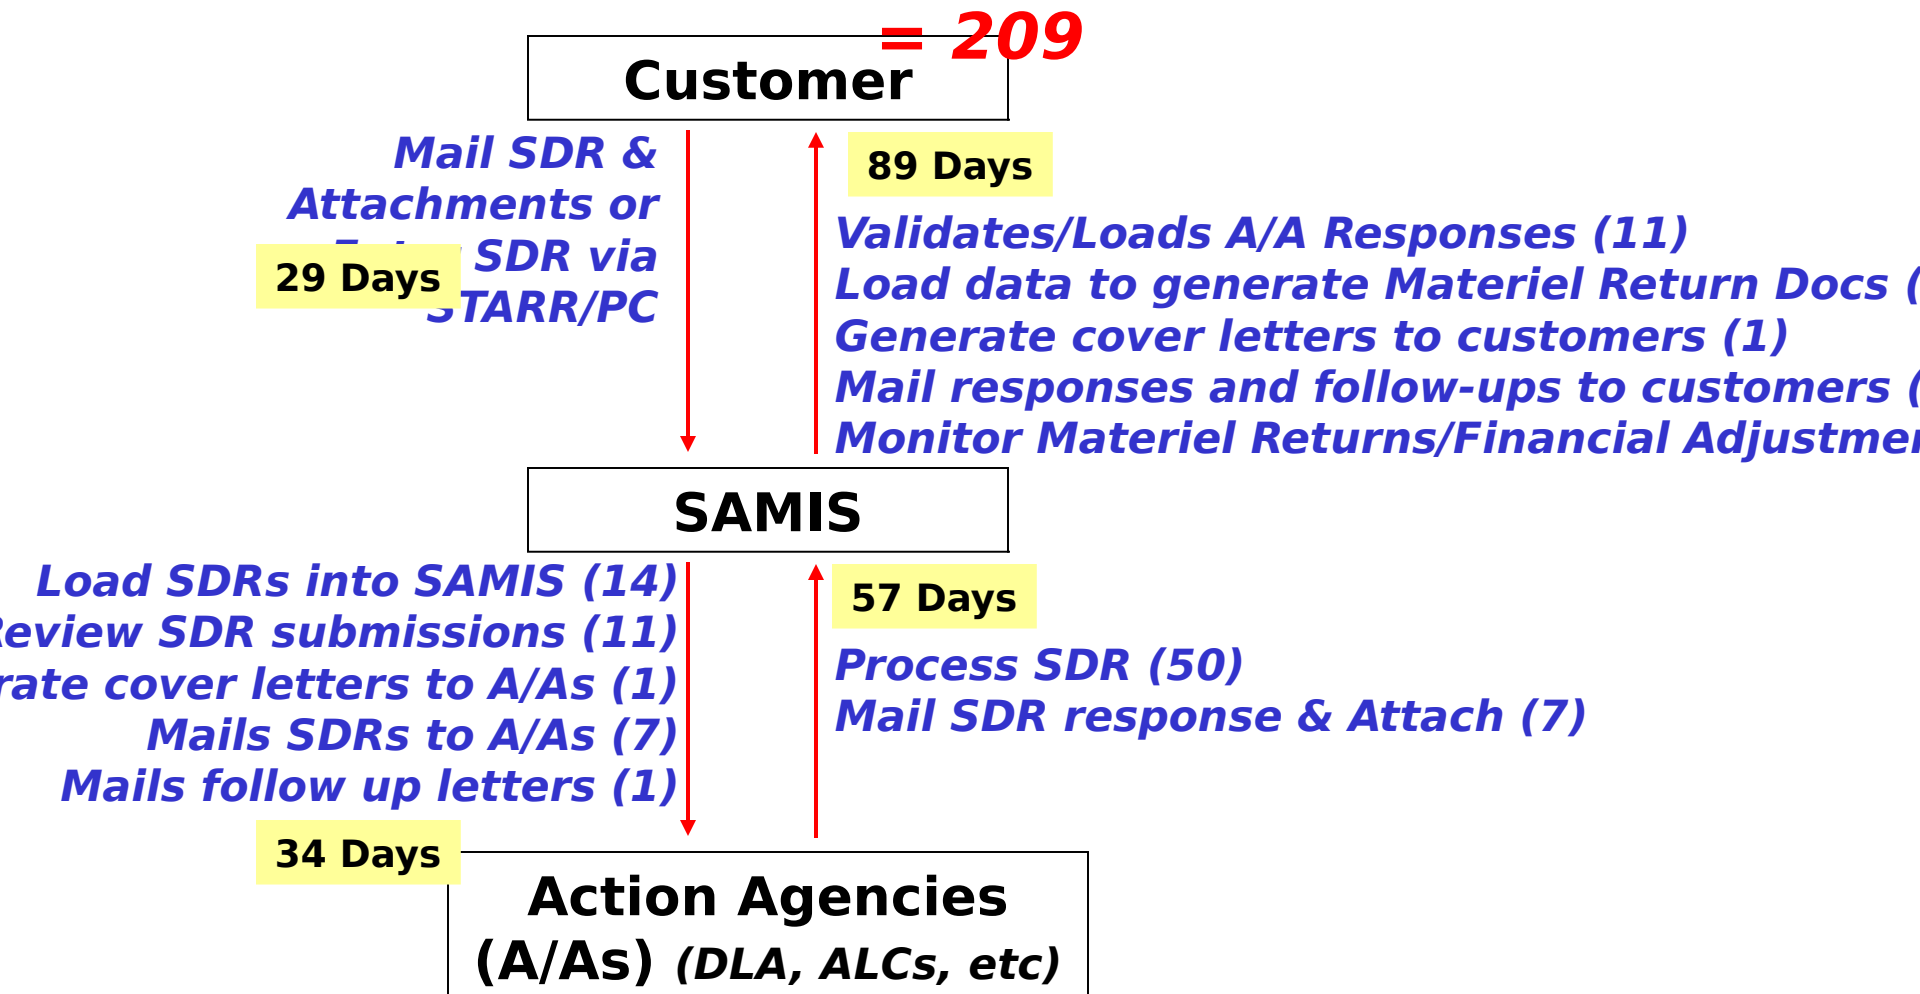 = 209
Customer
Mail SDR &
Attachments or
SDR via
STARR/PC
29 Days
89 Days
Validates/Loads A/A Responses (11)
Load data to generate Materiel Return Docs (
Generate cover letters to customers (1)
Mail responses and follow-ups to customers (
Monitor Materiel Returns/Financial
SAMIS
Load SDRs into SAMIS (14)
Review SDR submissions (11)
cover letters to A/As (1)
Mails SDRs to A/As (7)
Mails follow up letters (1)
34 Days
57 Days
Process SDR (50)
Mail SDR response & Attach (7)
Action Agencies
(A/As) (DLA, ALCs, etc)